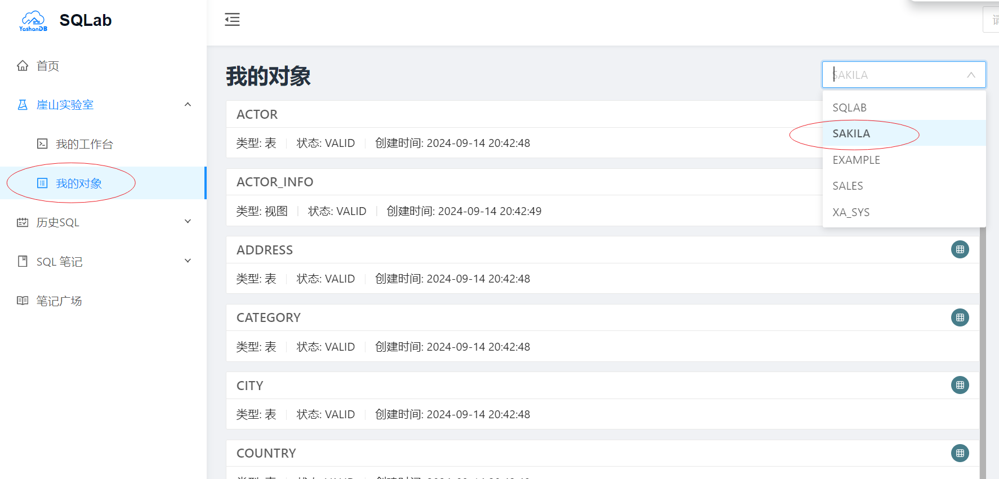 YashanDB
SQLab
首页
崖山实验室
我的工作台
我的对象
历史SQL
SQL 笔记
笔记广场
我的对象
SAKILA
SQLAB
SAKILA
EXAMPLE
SALES
XA_SYS
ACTOR
类型: 表 状态: VALID 创建时间: 2024-09-14 20:42:48
ACTOR_INFO
类型: 视图 状态: VALID 创建时间: 2024-09-14 20:42:49
ADDRESS
类型: 表 状态: VALID 创建时间: 2024-09-14 20:42:48
CATEGORY
类型: 表 状态: VALID 创建时间: 2024-09-14 20:42:48
CITY
类型: 表 状态: VALID 创建时间: 2024-09-14 20:42:48
COUNTRY